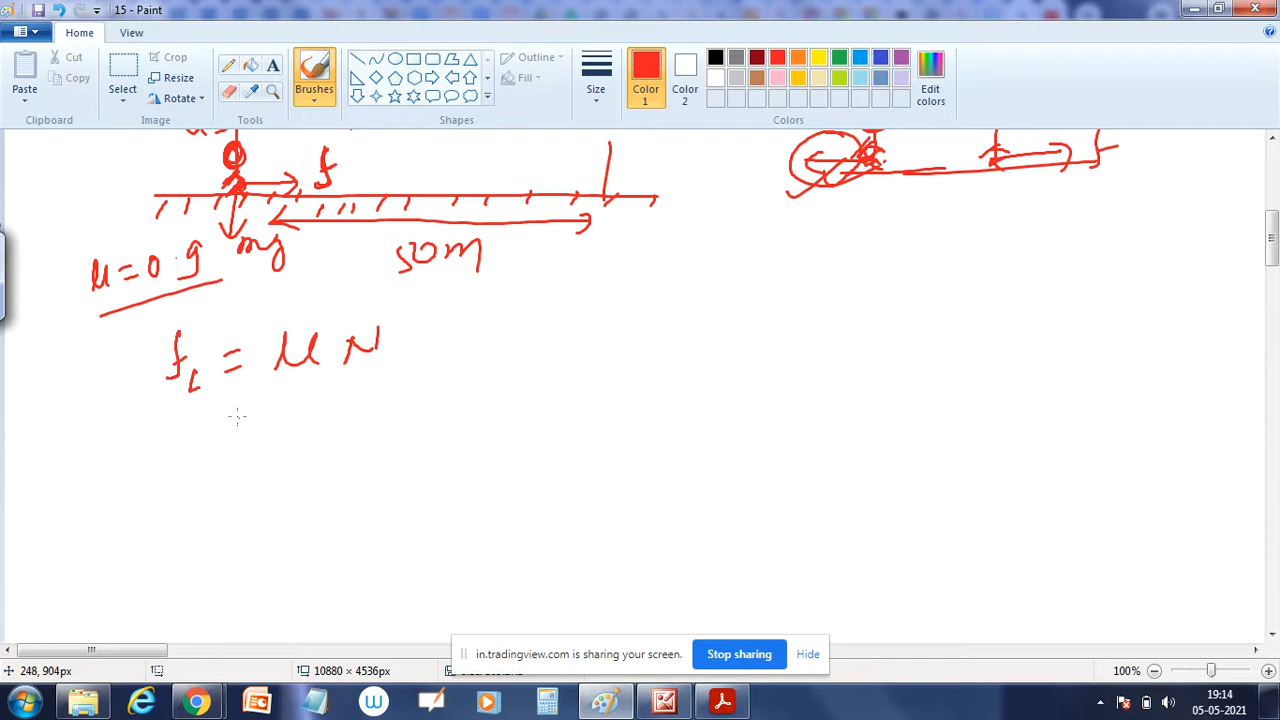 15 - Paint
Home
View
Paste
Cut
Copy
Clipboard
Select
Crop
Resize
Rotate
Image
A
Tools
Brushes
Outline
Fill
Shapes
Size
Color 1
Color 2
Edit colors
Colors
f
f
mg
50m
μ = 0.9
f_L = μ N
in.tradingview.com is sharing your screen.
Stop sharing
Hide
248, 904px
10880 × 4536px
100%
19:14
05-05-2021